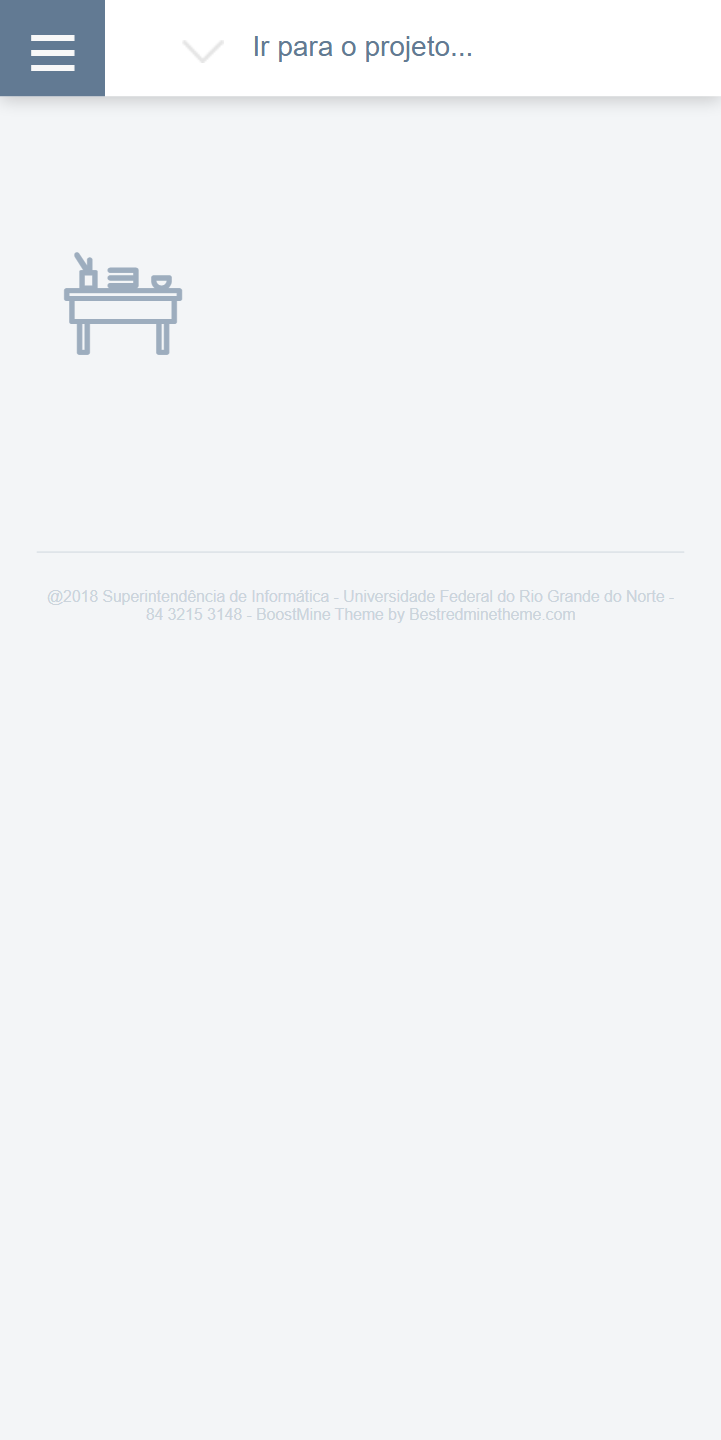 Ir para o projeto...
@2018 Superintendência de Informática - Universidade Federal do Rio Grande do Norte -
84 3215 3148 - BoostMine Theme by Bestredminetheme.com